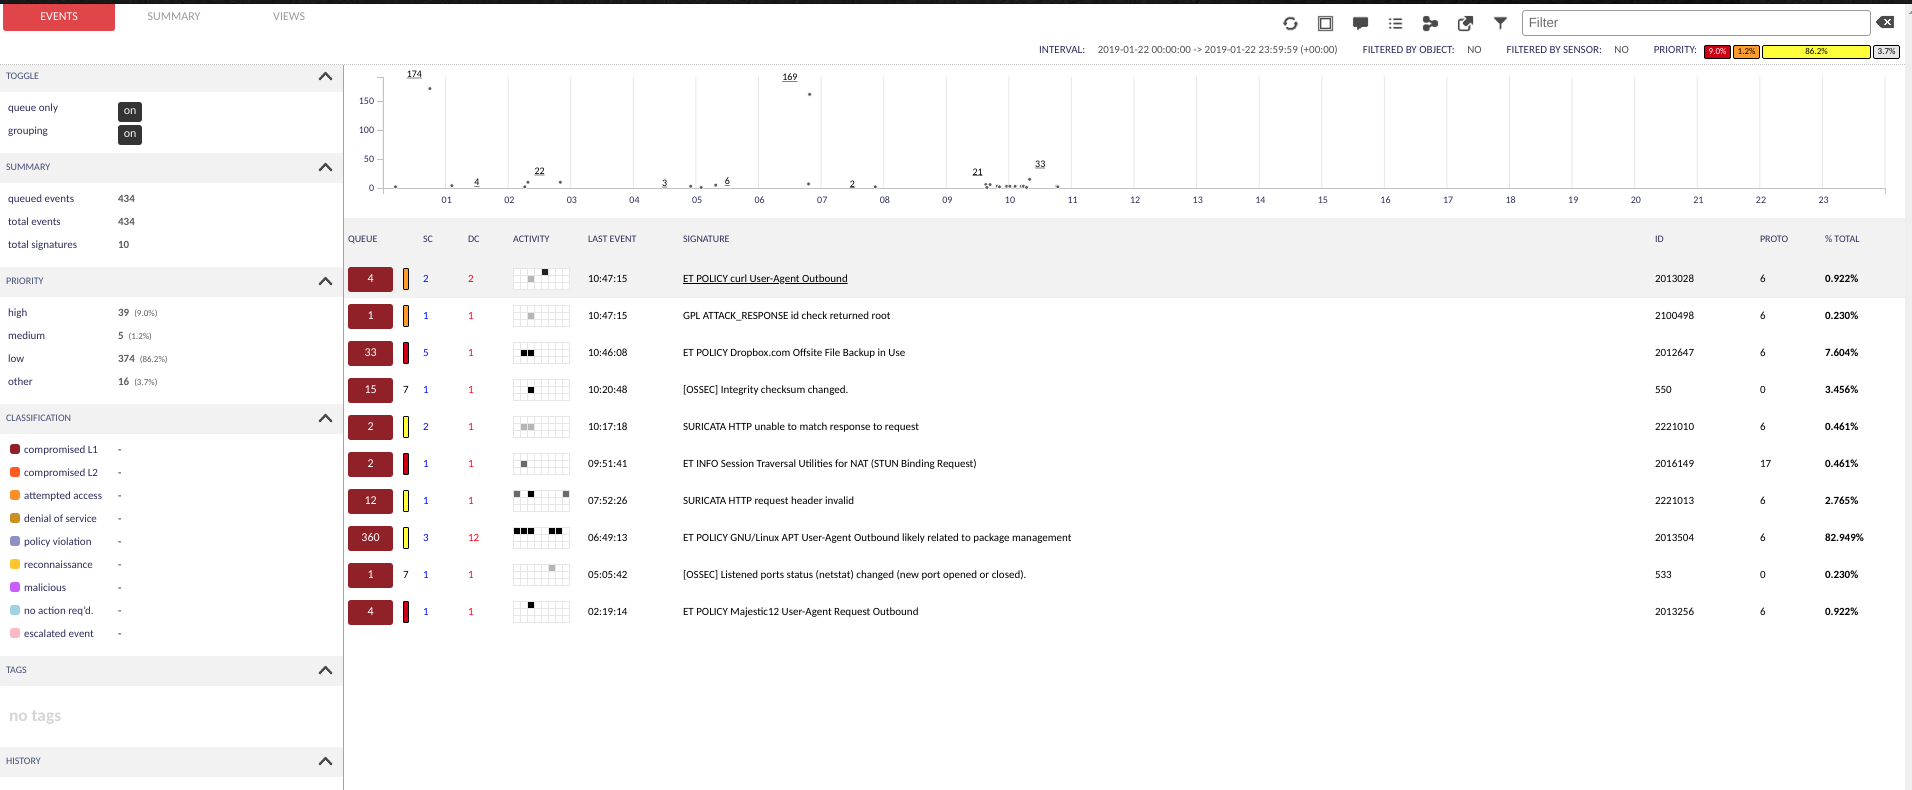 EVENTS SUMMARY VIEWS
Filter
INTERVAL: 2019-01-22 00:00:00 -> 2019-01-22 23:59:59 (+00:00) FILTERED BY OBJECT: NO FILTERED BY SENSOR: NO PRIORITY: 9.0% 1.2% 86.2% 3.7%
TOGGLE
queue only on
grouping on
SUMMARY
queued events 434
total events 434
total signatures 10
PRIORITY
high 39 (9.0%)
medium 5 (1.2%)
low 374 (86.2%)
other 16 (3.7%)
CLASSIFICATION
compromised L1 -
compromised L2 -
attempted access -
denial of service -
policy violation -
reconnaissance -
malicious -
no action req'd. -
escalated event -
TAGS
no tags
HISTORY
174 169
150
100
50
0
4 22 3 6 2 21 33
01 02 03 04 05 06 07 08 09 10 11 12 13 14 15 16 17 18 19 20 21 22 23
QUEUE SC DC ACTIVITY LAST EVENT SIGNATURE ID PROTO % TOTAL
4 2 2 10:47:15 ET POLICY curl User-Agent Outbound 2013028 6 0.922%
1 1 1 10:47:15 GPL ATTACK_RESPONSE id check returned root 2100498 6 0.230%
33 5 1 10:46:08 ET POLICY Dropbox.com Offsite File Backup in Use 2012647 6 7.604%
15 7 1 1 10:20:48 [OSSEC] Integrity checksum changed. 550 0 3.456%
2 2 1 10:17:18 SURICATA HTTP unable to match response to request 2221010 6 0.461%
2 1 1 09:51:41 ET INFO Session Traversal Utilities for NAT (STUN Binding Request) 2016149 17 0.461%
12 1 1 07:52:26 SURICATA HTTP request header invalid 2221013 6 2.765%
360 3 12 06:49:13 ET POLICY GNU/Linux APT User-Agent Outbound likely related to package management 2013504 6 82.949%
1 7 1 1 05:05:42 [OSSEC] Listened ports status (netstat) changed (new port opened or closed). 533 0 0.230%
4 1 1 02:19:14 ET POLICY Majestic12 User-Agent Request Outbound 2013256 6 0.922%